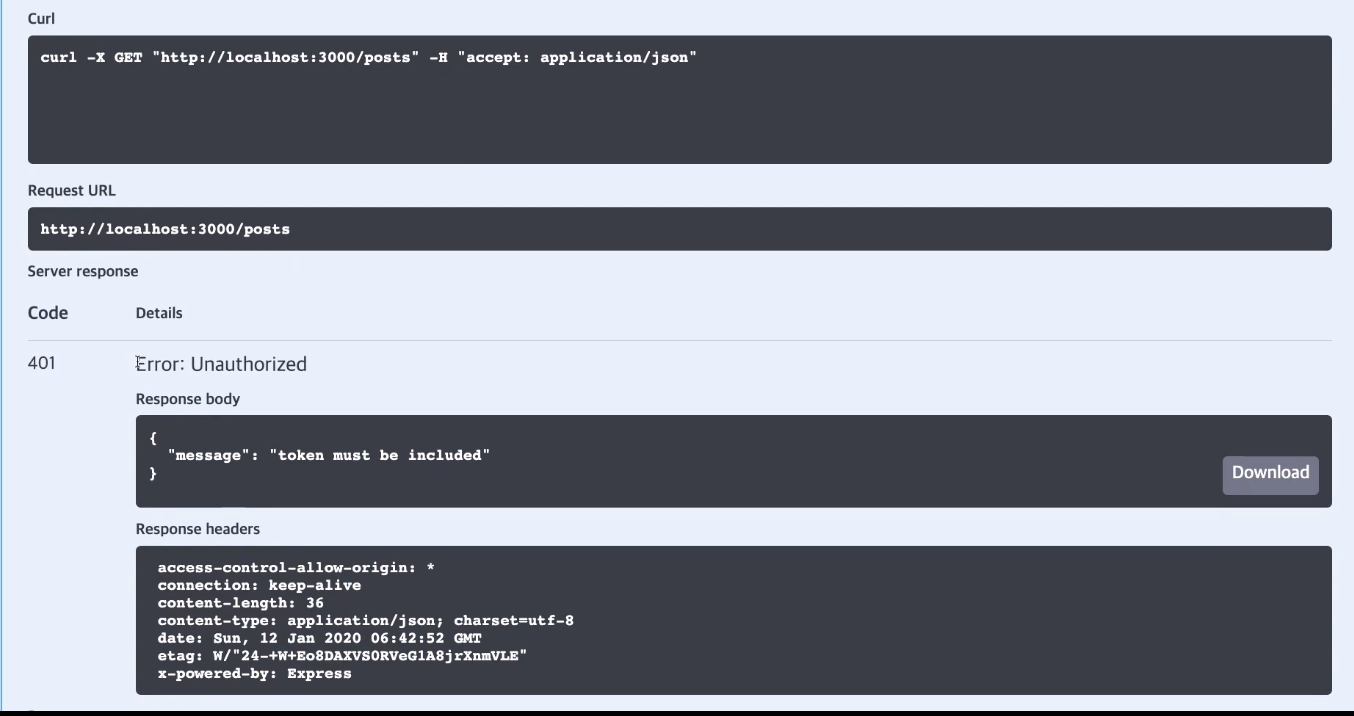 Curl
curl -X GET "http://localhost:3000/posts" -H "accept: application/json"
Request URL
http://localhost:3000/posts
Server response
Code Details
401 Error: Unauthorized
Response body
{
"message": "token must be included"
}
Download
Response headers
access-control-allow-origin: *
connection: keep-alive
content-length: 36
content-type: application/json; charset=utf-8
date: Sun, 12 Jan 2020 06:42:52 GMT
etag: W/"24-+W+Eo8DAXVS0RVeG1A8jrXnmVLE"
x-powered-by: Express